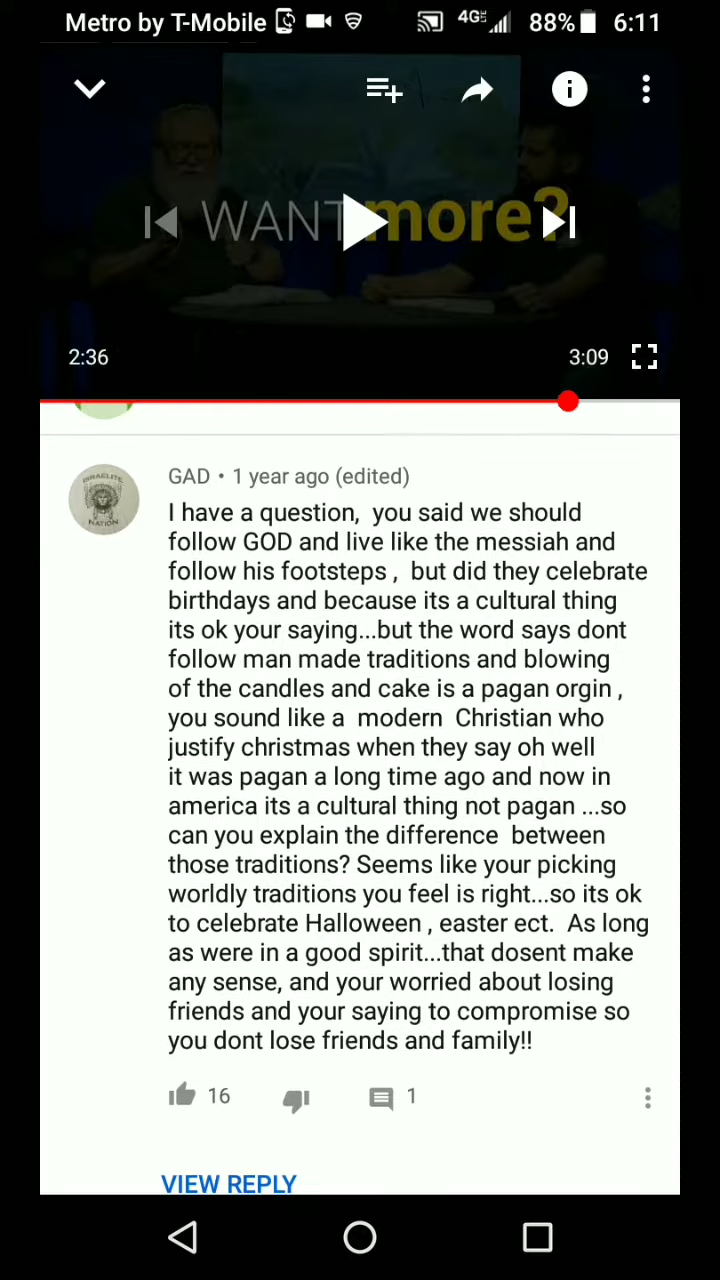 Metro by T-Mobile 4GE 88% 6:11
WANT more?
2:36 3:09
ISRAELITE
NATION
GAD • 1 year ago (edited)
I have a question, you said we should
follow GOD and live like the messiah and
follow his footsteps , but did they celebrate
birthdays and because its a cultural thing
its ok your saying...but the word says dont
follow man made traditions and blowing
of the candles and cake is a pagan orgin ,
you sound like a modern Christian who
justify christmas when they say oh well
it was pagan a long time ago and now in
america its a cultural thing not pagan ...so
can you explain the difference between
those traditions? Seems like your picking
worldly traditions you feel is right...so its ok
to celebrate Halloween , easter ect. As long
as were in a good spirit...that dosent make
any sense, and your worried about losing
friends and your saying to compromise so
you dont lose friends and family!!
16 1
VIEW REPLY